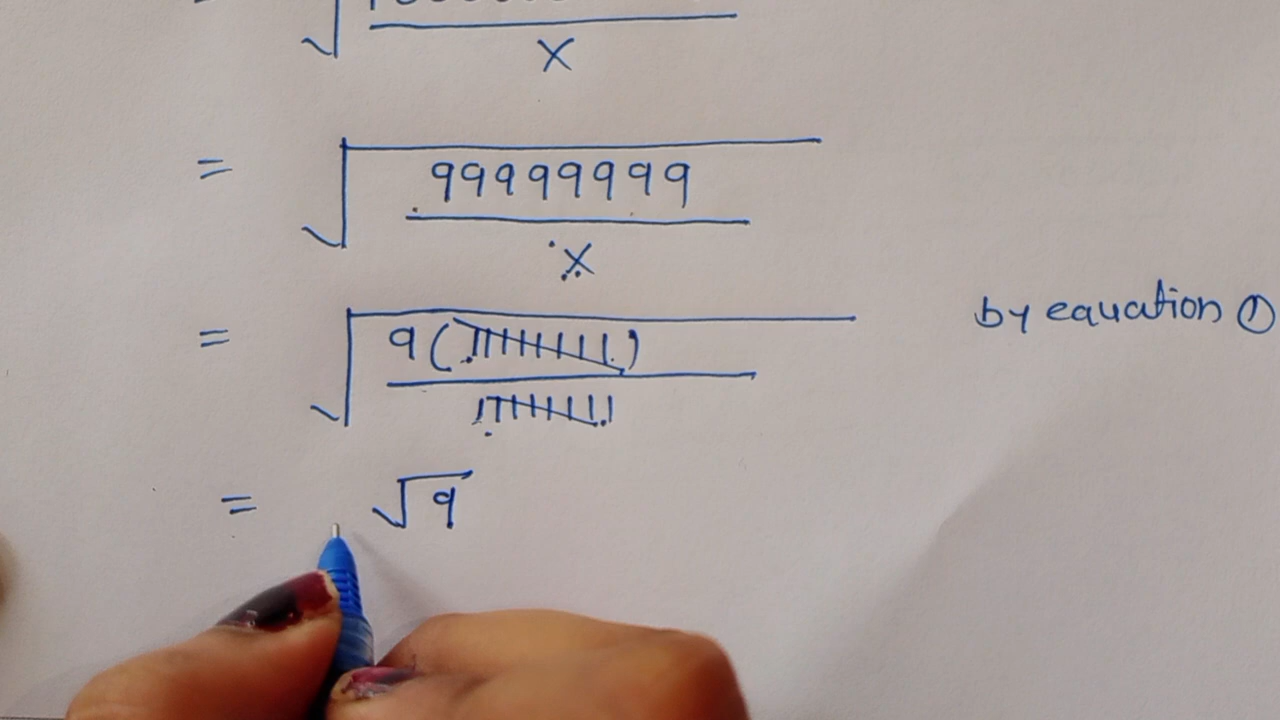 =
x
= √ 99999999
x
= √ 9(11111111) by equation ①
11111111
= √9